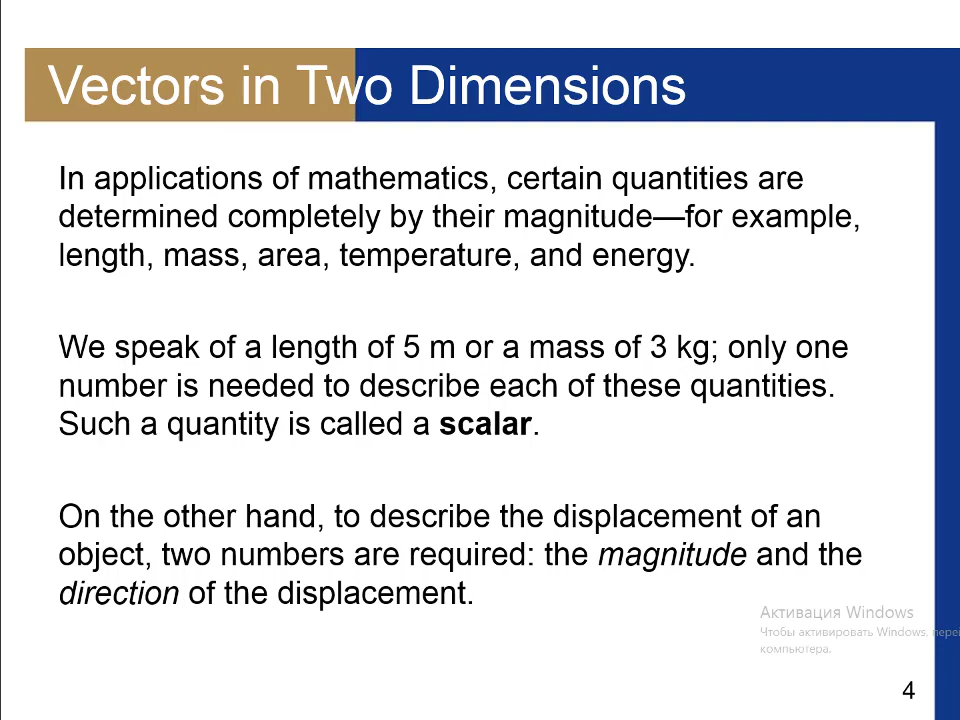 Vectors in Two Dimensions
In applications of mathematics, certain quantities are
determined completely by their magnitude—for example,
length, mass, area, temperature, and energy.
We speak of a length of 5 m or a mass of 3 kg; only one
number is needed to describe each of these quantities.
Such a quantity is called a scalar.
On the other hand, to describe the displacement of an
object, two numbers are required: the magnitude and the
direction of the displacement.
Активация Windows
Чтобы активировать Windows,
компьютера.
4